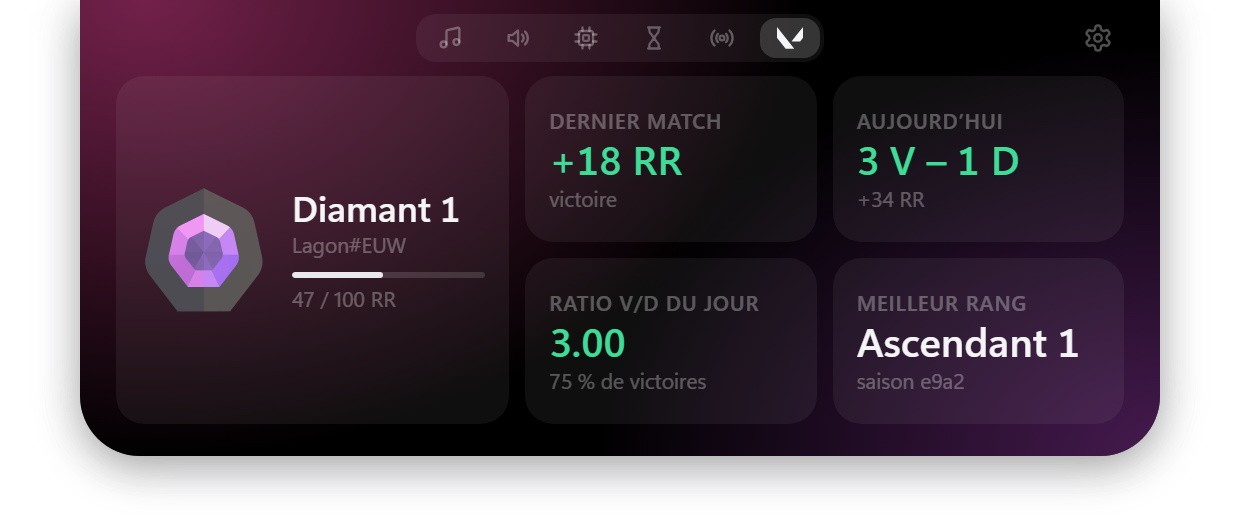 Diamant 1
Lagon#EUW
47 / 100 RR
DERNIER MATCH
+18 RR
victoire
AUJOURD’HUI
3 V – 1 D
+34 RR
RATIO V/D DU JOUR
3.00
75 % de victoires
MEILLEUR RANG
Ascendant 1
saison e9a2